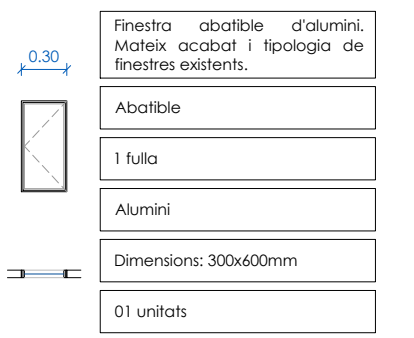 0.30
Finestra abatible d'alumini.
Mateix acabat i tipologia de
finestres existents.
Abatible
1 fulla
Alumini
Dimensions: 300x600mm
01 unitats